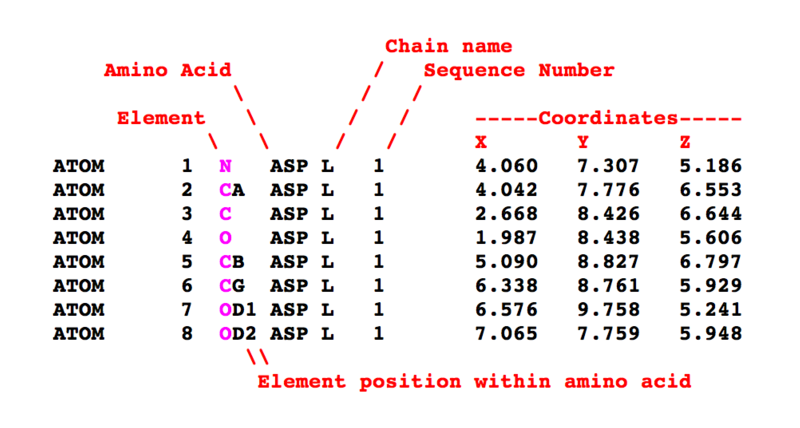 Chain name
Amino Acid / Sequence Number
\ / /
Element \ / / -----Coordinates-----
\ \ / / X Y Z
ATOM 1 N ASP L 1 4.060 7.307 5.186
ATOM 2 CA ASP L 1 4.042 7.776 6.553
ATOM 3 C ASP L 1 2.668 8.426 6.644
ATOM 4 O ASP L 1 1.987 8.438 5.606
ATOM 5 CB ASP L 1 5.090 8.827 6.797
ATOM 6 CG ASP L 1 6.338 8.761 5.929
ATOM 7 OD1 ASP L 1 6.576 9.758 5.241
ATOM 8 OD2 ASP L 1 7.065 7.759 5.948
\\
Element position within amino acid